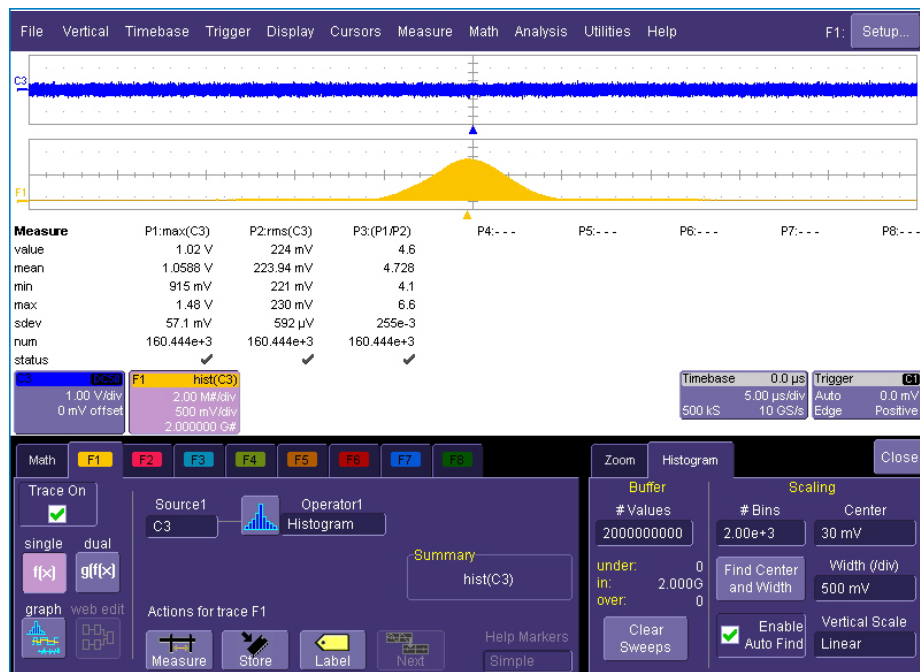 File Vertical Timebase Trigger Display Cursors Measure Math Analysis Utilities Help F1: Setup...
C3
F1
Measure P1:max(C3) P2:rms(C3) P3:(P1/P2) P4:- - - P5:- - - P6:- - - P7:- - - P8:- - -
value 1.02 V 224 mV 4.6
mean 1.0588 V 223.94 mV 4.728
min 915 mV 221 mV 4.1
max 1.48 V 230 mV 6.6
sdev 57.1 mV 592 µV 255e-3
num 160.444e+3 160.444e+3 160.444e+3
status
C3 DC50
1.00 V/div
0 mV offset
F1 hist(C3)
2.00 M#/div
500 mV/div
2.000000 G#
Timebase 0.0 µs
5.00 µs/div
500 kS 10 GS/s
Trigger C1
Auto 0.0 mV
Edge Positive
Math F1 F2 F3 F4 F5 F6 F7 F8
Trace On
single dual
f(x) g(f(x))
graph web edit
Source1
C3
Operator1
Histogram
Summary
hist(C3)
Actions for trace F1
Measure Store Label Next
Help Markers
Simple
Zoom Histogram Close
Buffer
# Values
2000000000
under: 0
in: 2.000G
over: 0
Clear
Sweeps
Scaling
# Bins
2.00e+3
Center
30 mV
Find Center
and Width
Width (/div)
500 mV
Enable
Auto Find
Vertical Scale
Linear